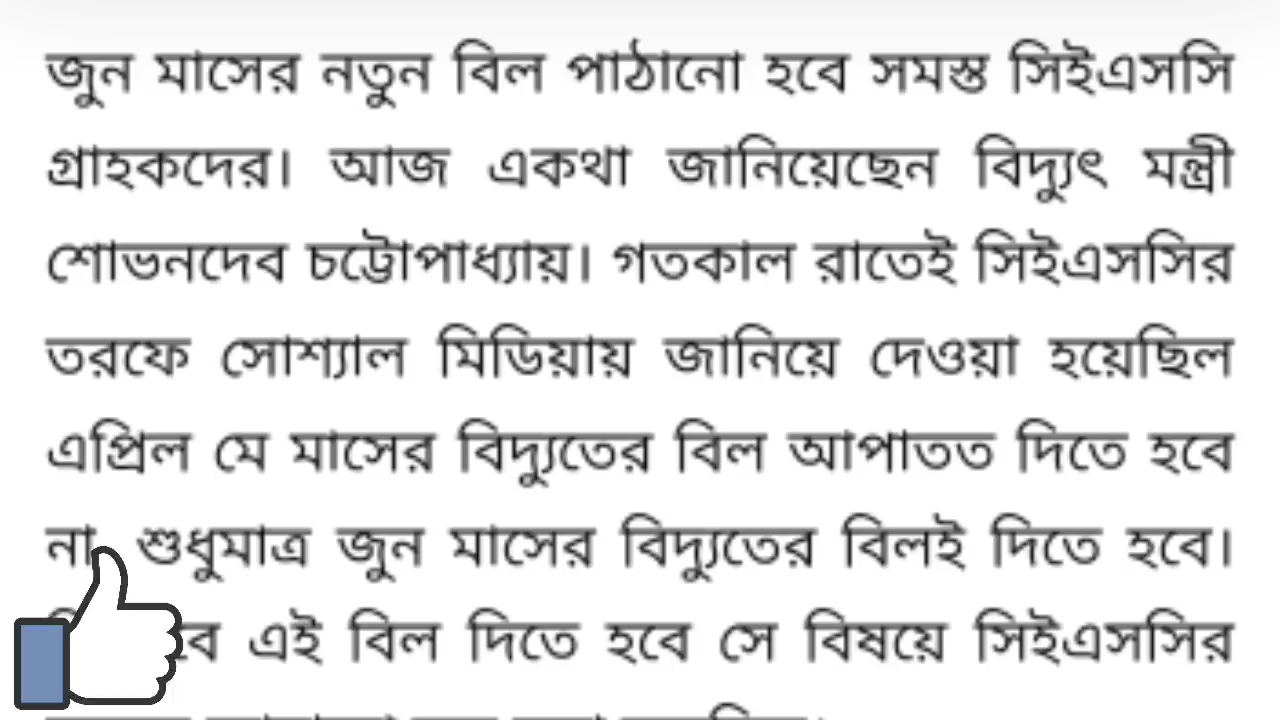 জুন মাসের নতুন বিল পাঠানো হবে সমস্ত সিইএসসি
গ্রাহকদের। আজ একথা জানিয়েছেন বিদ্যুৎ মন্ত্রী
শোভনদেব চট্টোপাধ্যায়। গতকাল রাতেই সিইএসসির
তরফে সোশ্যাল মিডিয়ায় জানিয়ে দেওয়া হয়েছিল
এপ্রিল মে মাসের বিদ্যুতের বিল আপাতত দিতে হবে
না, শুধুমাত্র জুন মাসের বিদ্যুতের বিলই দিতে হবে।
এই বিল দিতে হবে সে বিষয়ে সিইএসসির